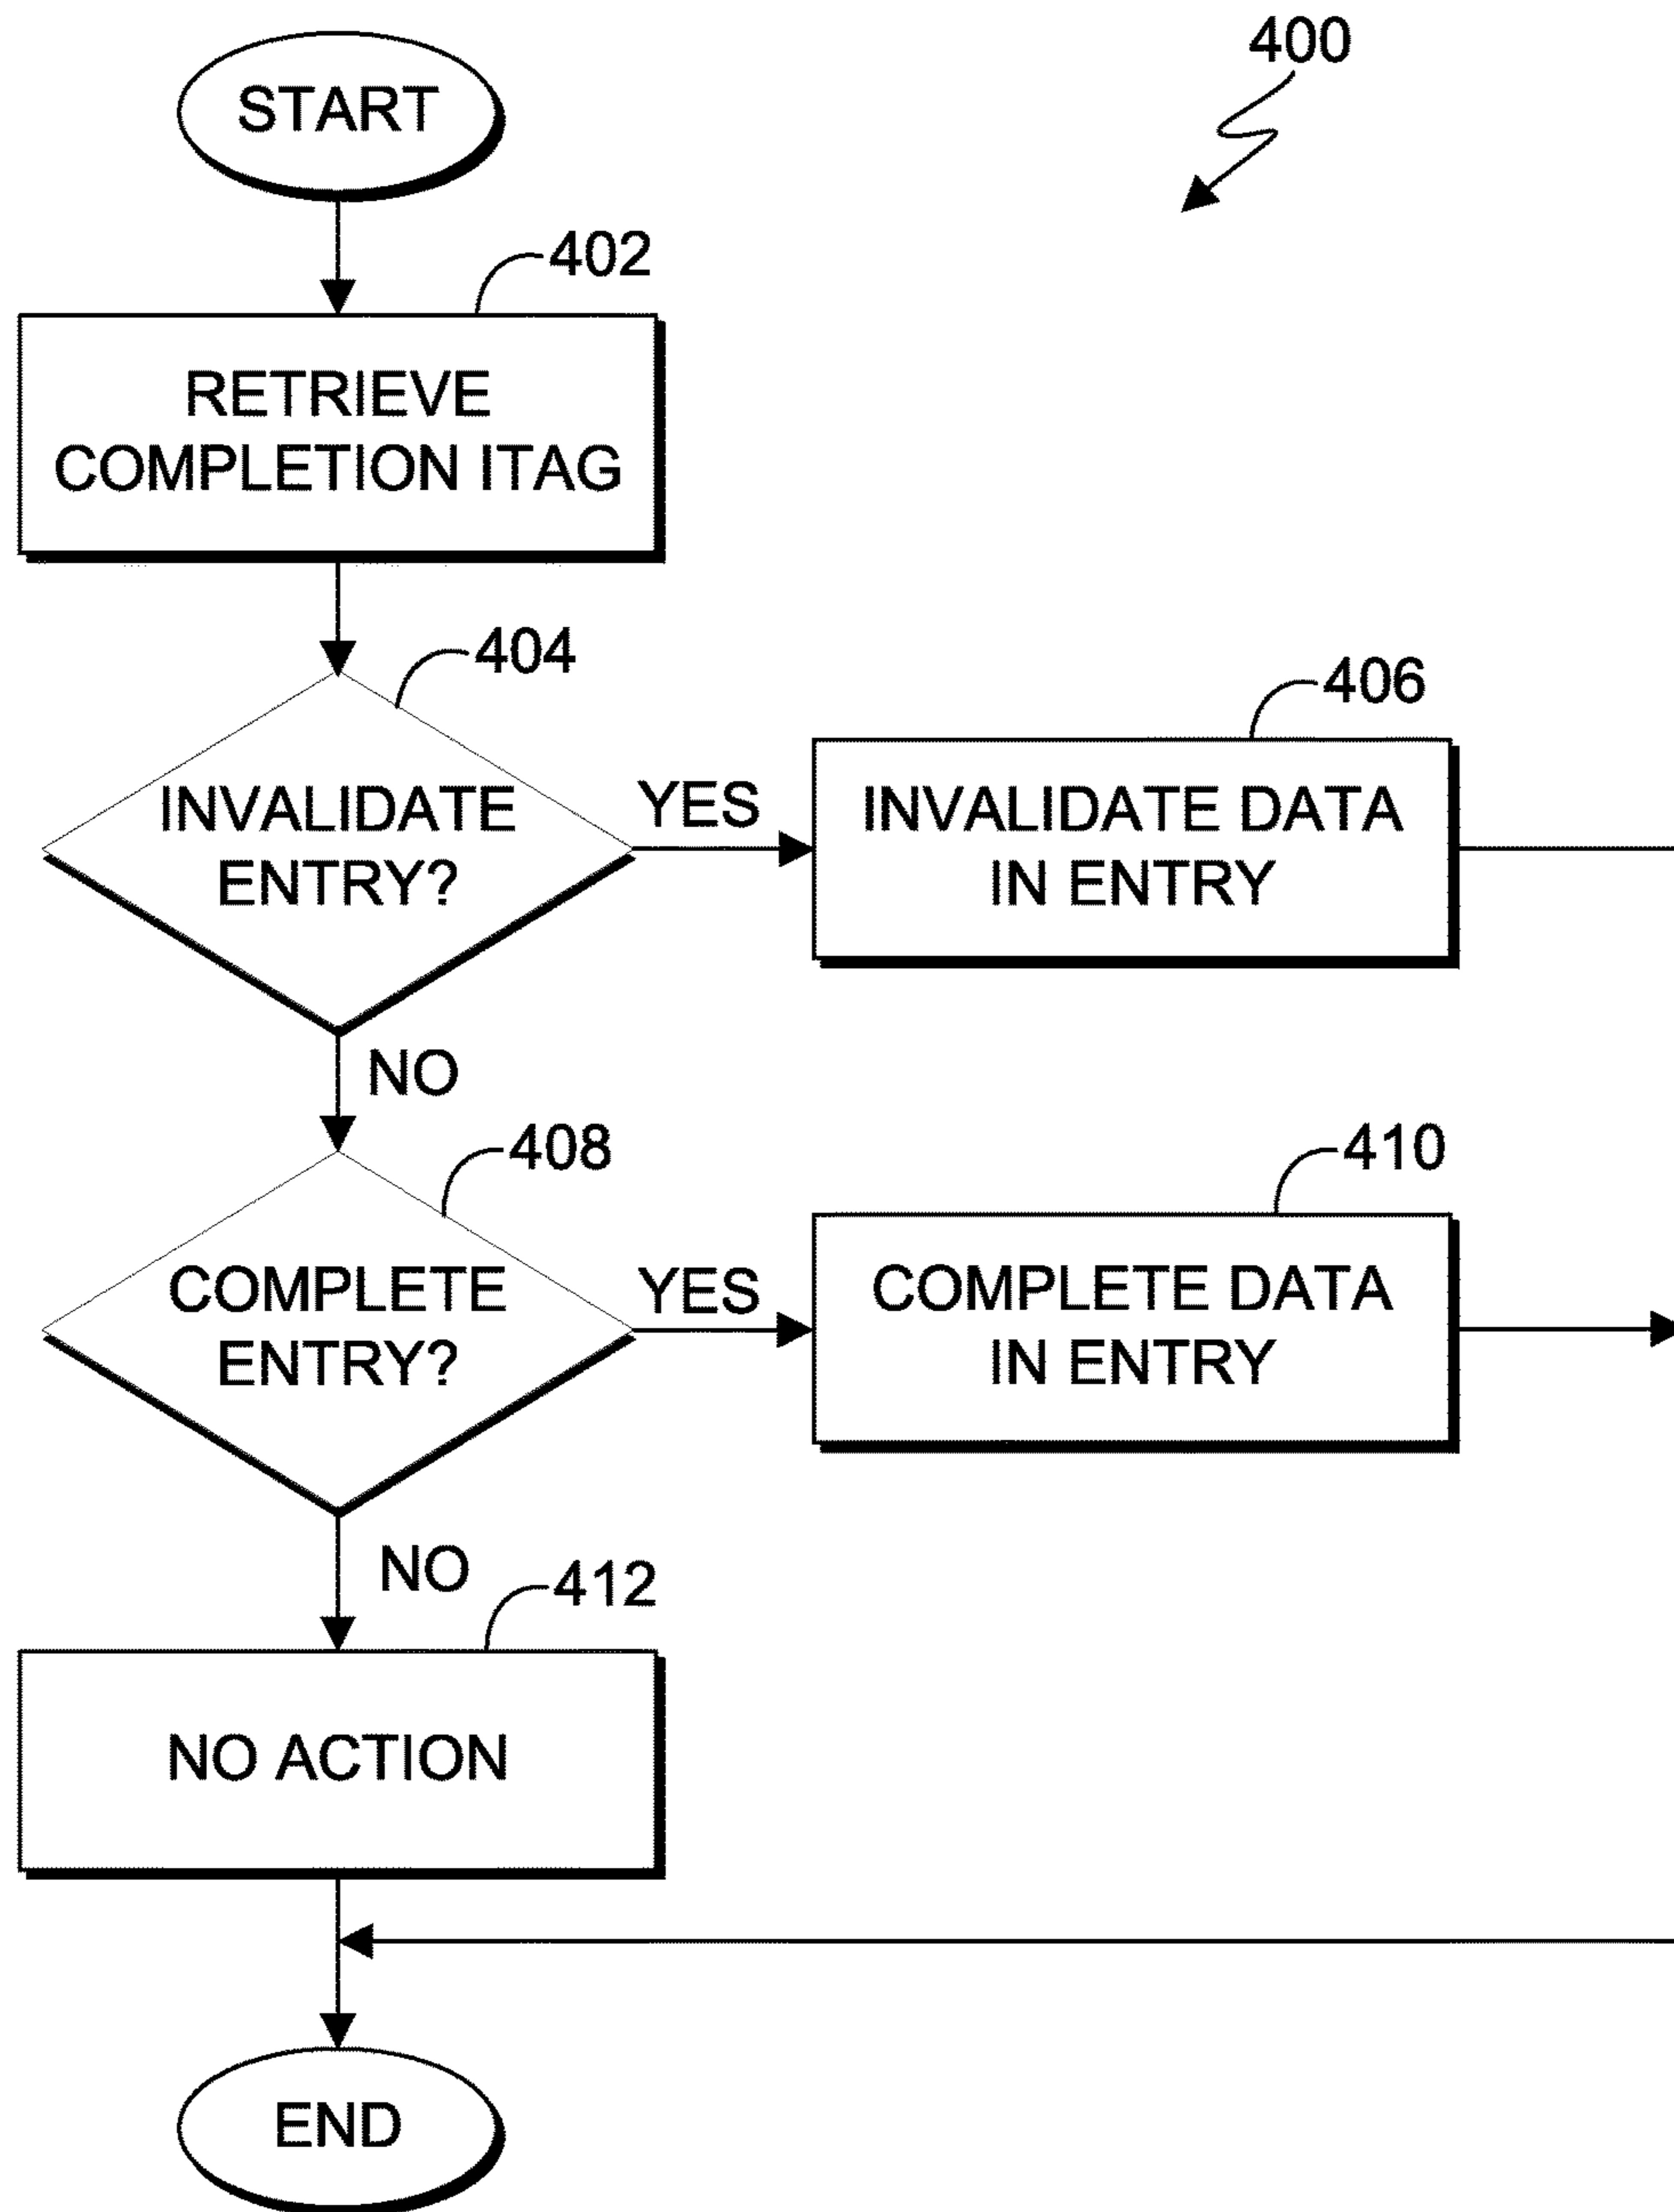 START
400
402
RETRIEVE
COMPLETION ITAG
404
INVALIDATE
ENTRY?
YES
406
INVALIDATE DATA
IN ENTRY
NO
408
COMPLETE
ENTRY?
YES
410
COMPLETE DATA
IN ENTRY
NO
412
NO ACTION
END